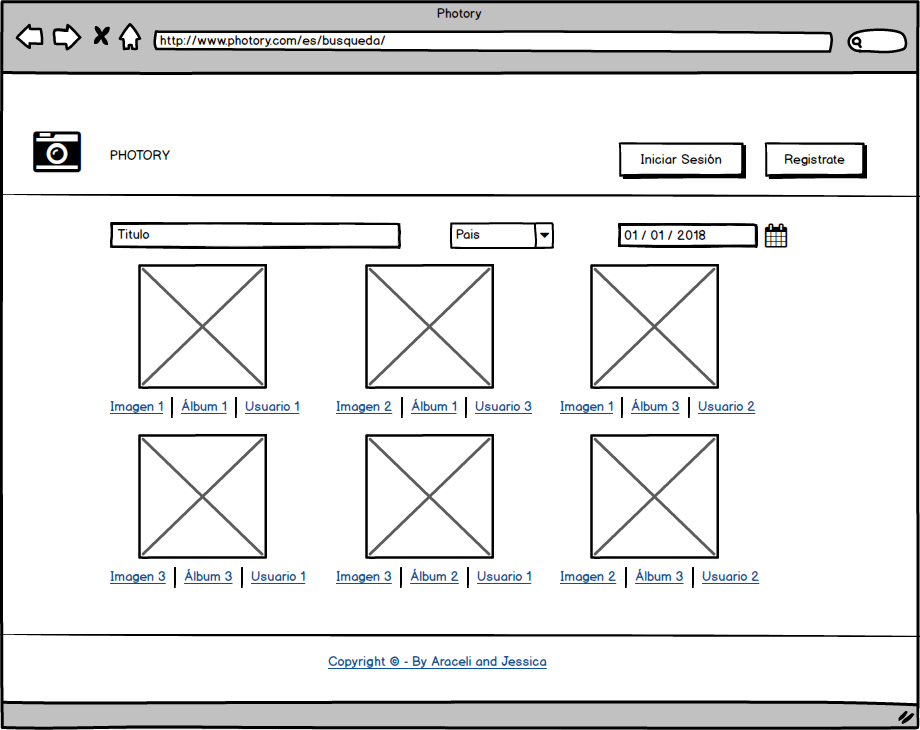 Photory
http://www.photory.com/es/busqueda/
PHOTORY
Iniciar Sesión
Registrate
Titulo
Pais
01 / 01 / 2018
Imagen 1 | Álbum 1 | Usuario 1
Imagen 2 | Álbum 1 | Usuario 3
Imagen 1 | Álbum 3 | Usuario 2
Imagen 3 | Álbum 3 | Usuario 1
Imagen 3 | Álbum 2 | Usuario 1
Imagen 2 | Álbum 3 | Usuario 2
Copyright © - By Araceli and Jessica